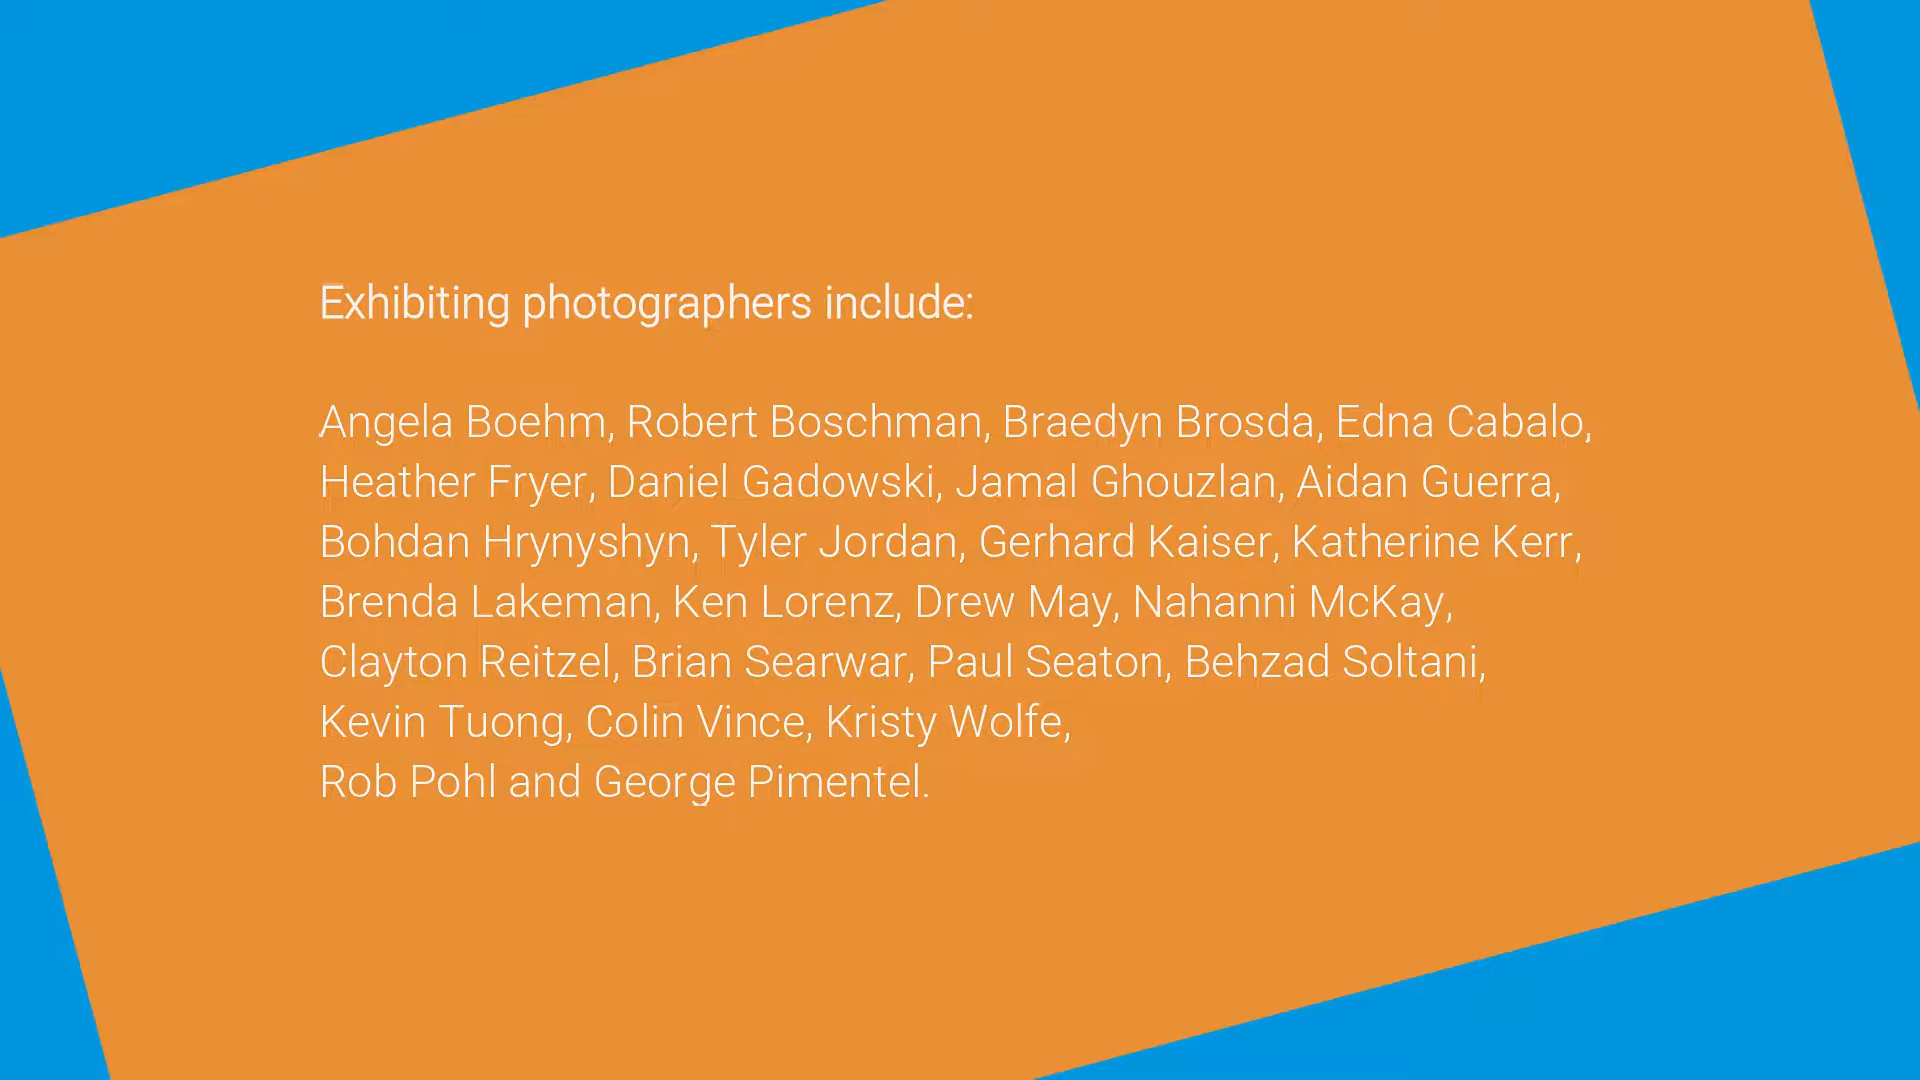 Exhibiting photographers include:
Angela Boehm, Robert Boschman, Braedyn Brosda, Edna Cabalo,
Heather Fryer, Daniel Gadowski, Jamal Ghouzlan, Aidan Guerra,
Bohdan Hrynyshyn, Tyler Jordan, Gerhard Kaiser, Katherine Kerr,
Brenda Lakeman, Ken Lorenz, Drew May, Nahanni McKay,
Clayton Reitzel, Brian Searwar, Paul Seaton, Behzad Soltani,
Kevin Tuong, Colin Vince, Kristy Wolfe,
Rob Pohl and George Pimentel.